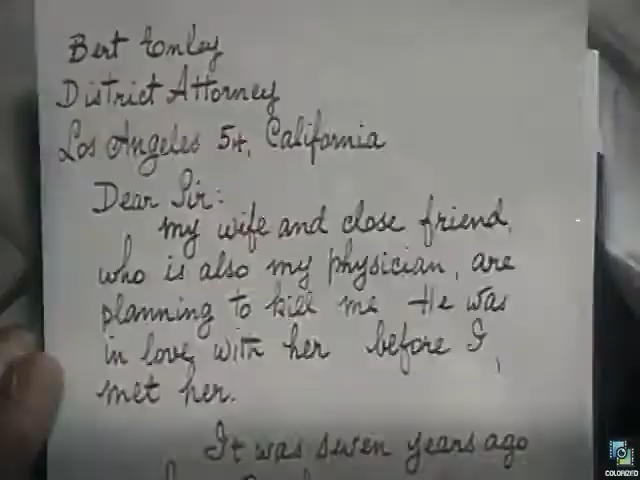 Bert Tomley
District Attorney
Los Angeles 54, California
Dear Sir:
My wife and close friend,
who is also my physician, are
planning to kill me. He was
in love with her before I
met her.
It was seven years ago
COLORIZED